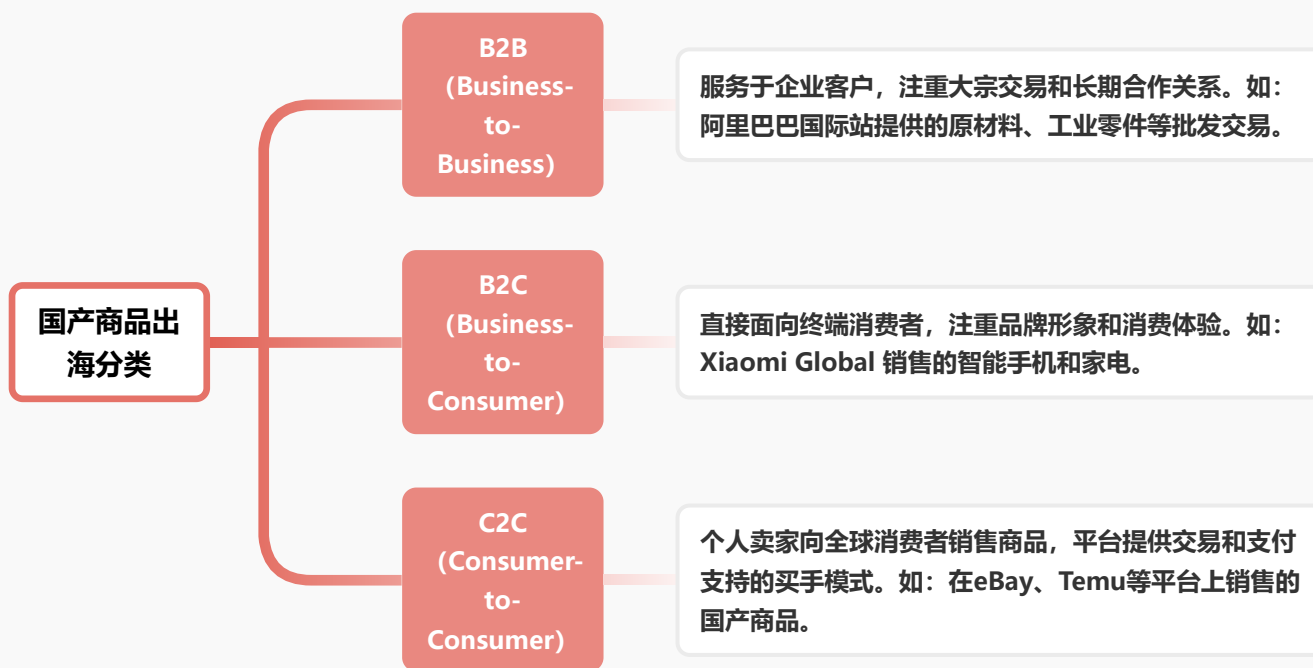 国产商品出
海分类
B2B
（Business-
to-
Business）
服务于企业客户，注重大宗交易和长期合作关系。如：
阿里巴巴国际站提供的原材料、工业零件等批发交易。
B2C
（Business-
to-
Consumer）
直接面向终端消费者，注重品牌形象和消费体验。如：
Xiaomi Global 销售的智能手机和家电。
C2C
（Consumer-
to-
Consumer）
个人卖家向全球消费者销售商品，平台提供交易和支付
支持的买手模式。如：在eBay、Temu等平台上销售的
国产商品。